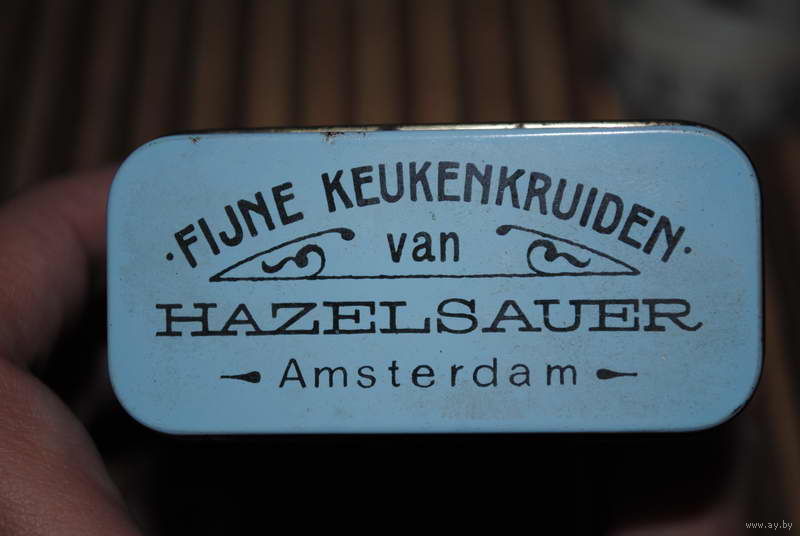 ·FIJNE KEUKENKRUIDEN·
van
HAZELSAUER
Amsterdam
www.ay.by